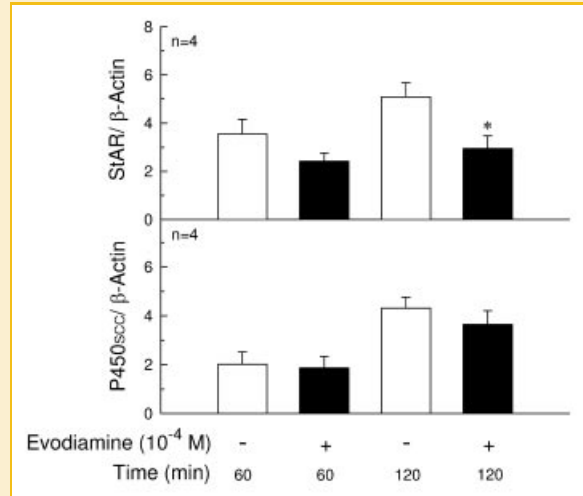 8
n=4
6
StAR/ β-Actin
4
*
2
0
n=4
6
P450scc/ β-Actin
4
2
0
Evodiamine (10⁻⁴ M) - + - +
Time (min) 60 60 120 120